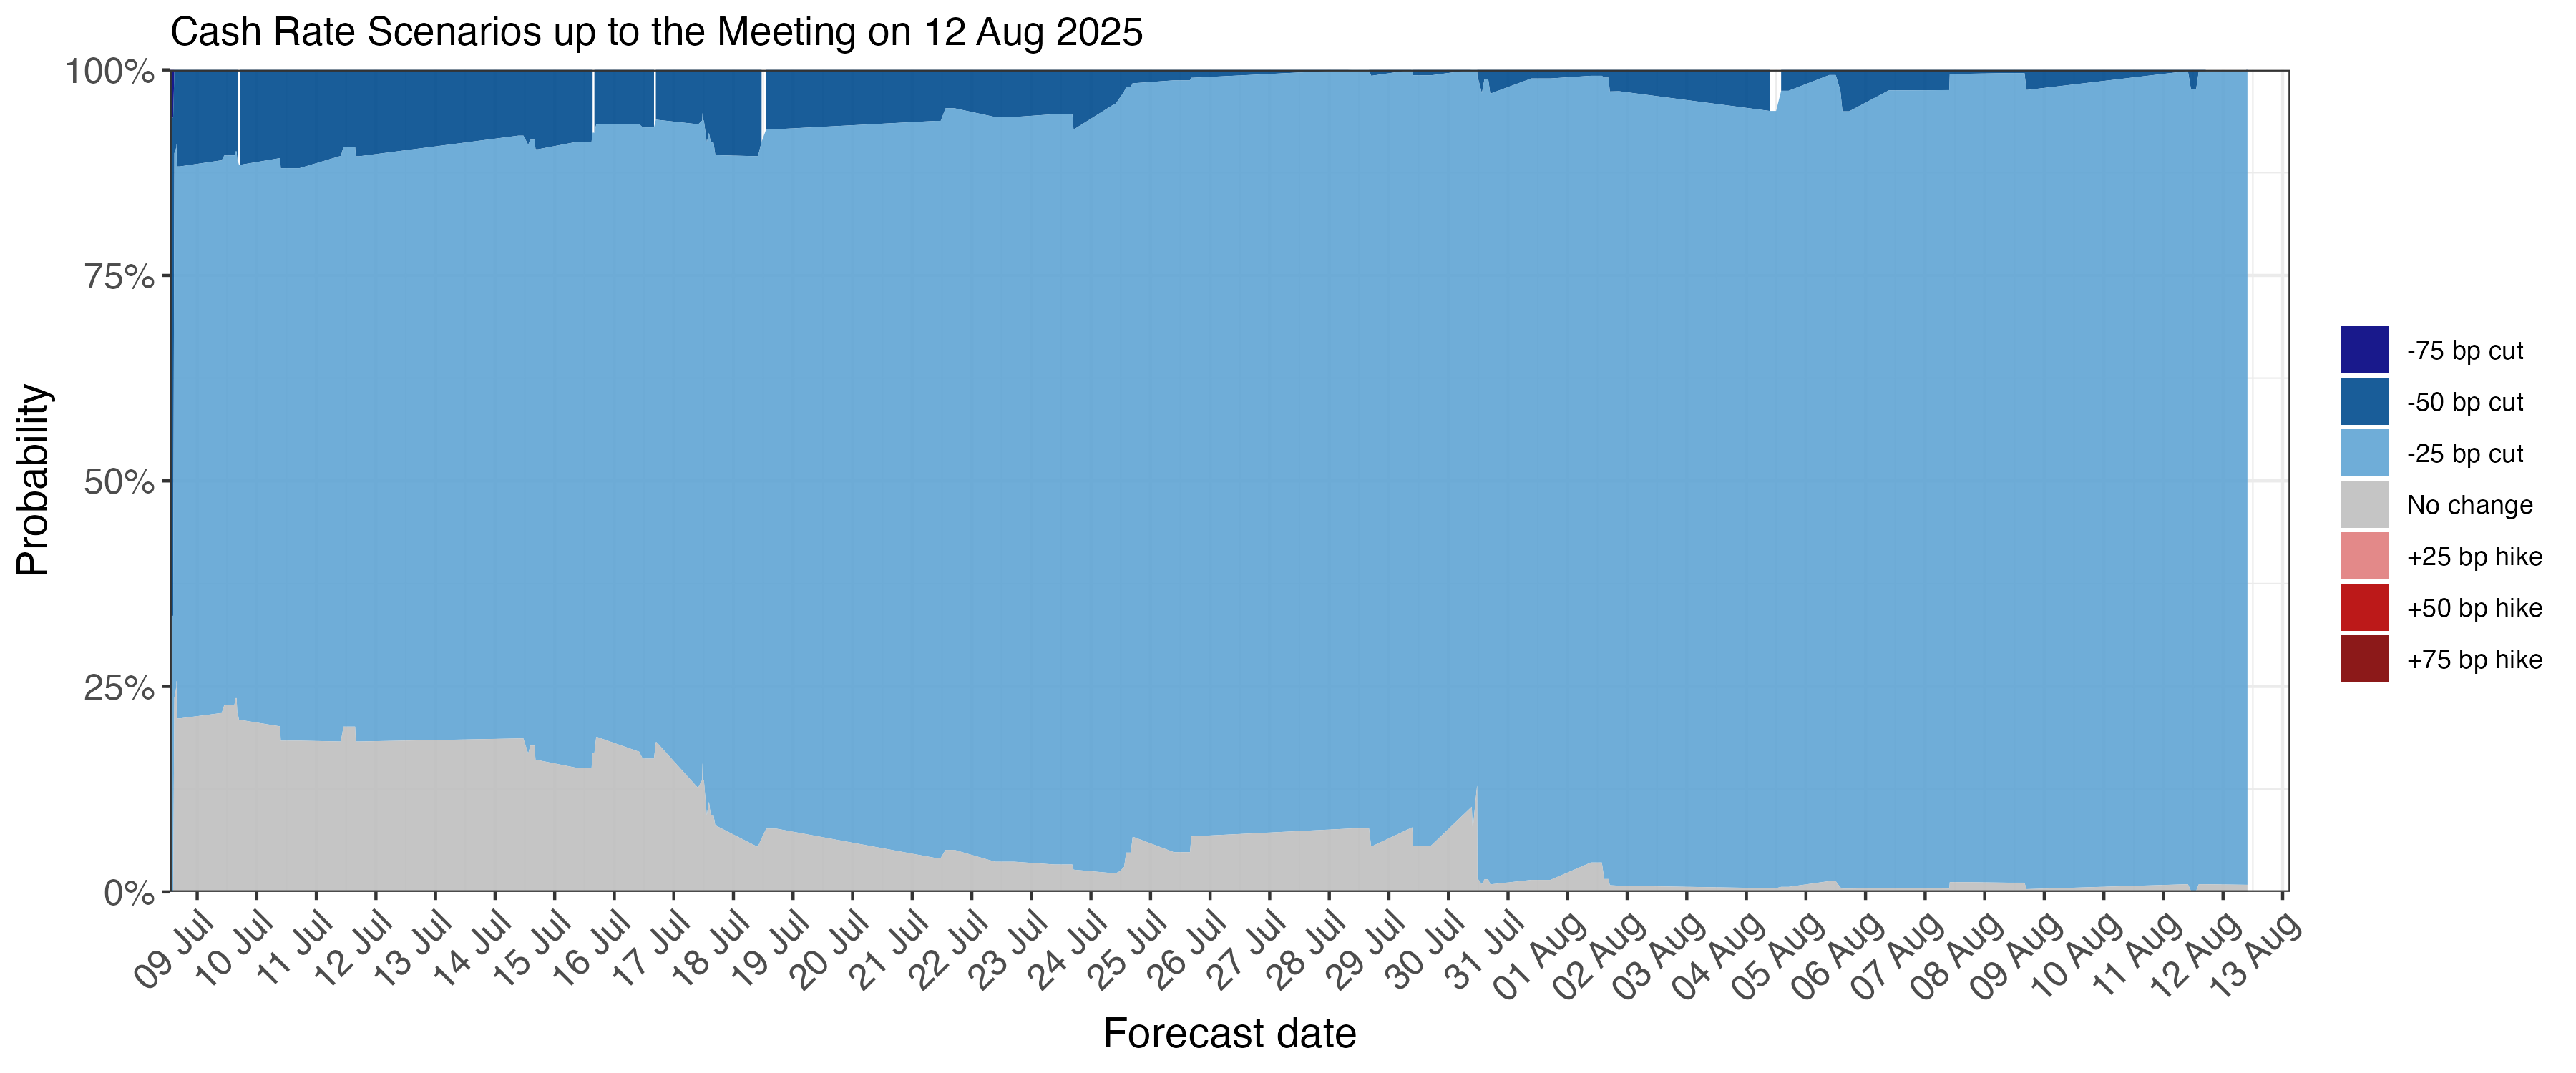 Cash Rate Scenarios up to the Meeting on 12 Aug 2025
100%
75%
50%
25%
0%
Probability
09 Jul
10 Jul
11 Jul
12 Jul
13 Jul
14 Jul
15 Jul
16 Jul
17 Jul
18 Jul
19 Jul
20 Jul
21 Jul
22 Jul
23 Jul
24 Jul
25 Jul
26 Jul
27 Jul
28 Jul
29 Jul
30 Jul
31 Jul
01 Aug
02 Aug
03 Aug
04 Aug
05 Aug
06 Aug
07 Aug
08 Aug
09 Aug
10 Aug
11 Aug
12 Aug
13 Aug
Forecast date
-75 bp cut
-50 bp cut
-25 bp cut
No change
+25 bp hike
+50 bp hike
+75 bp hike